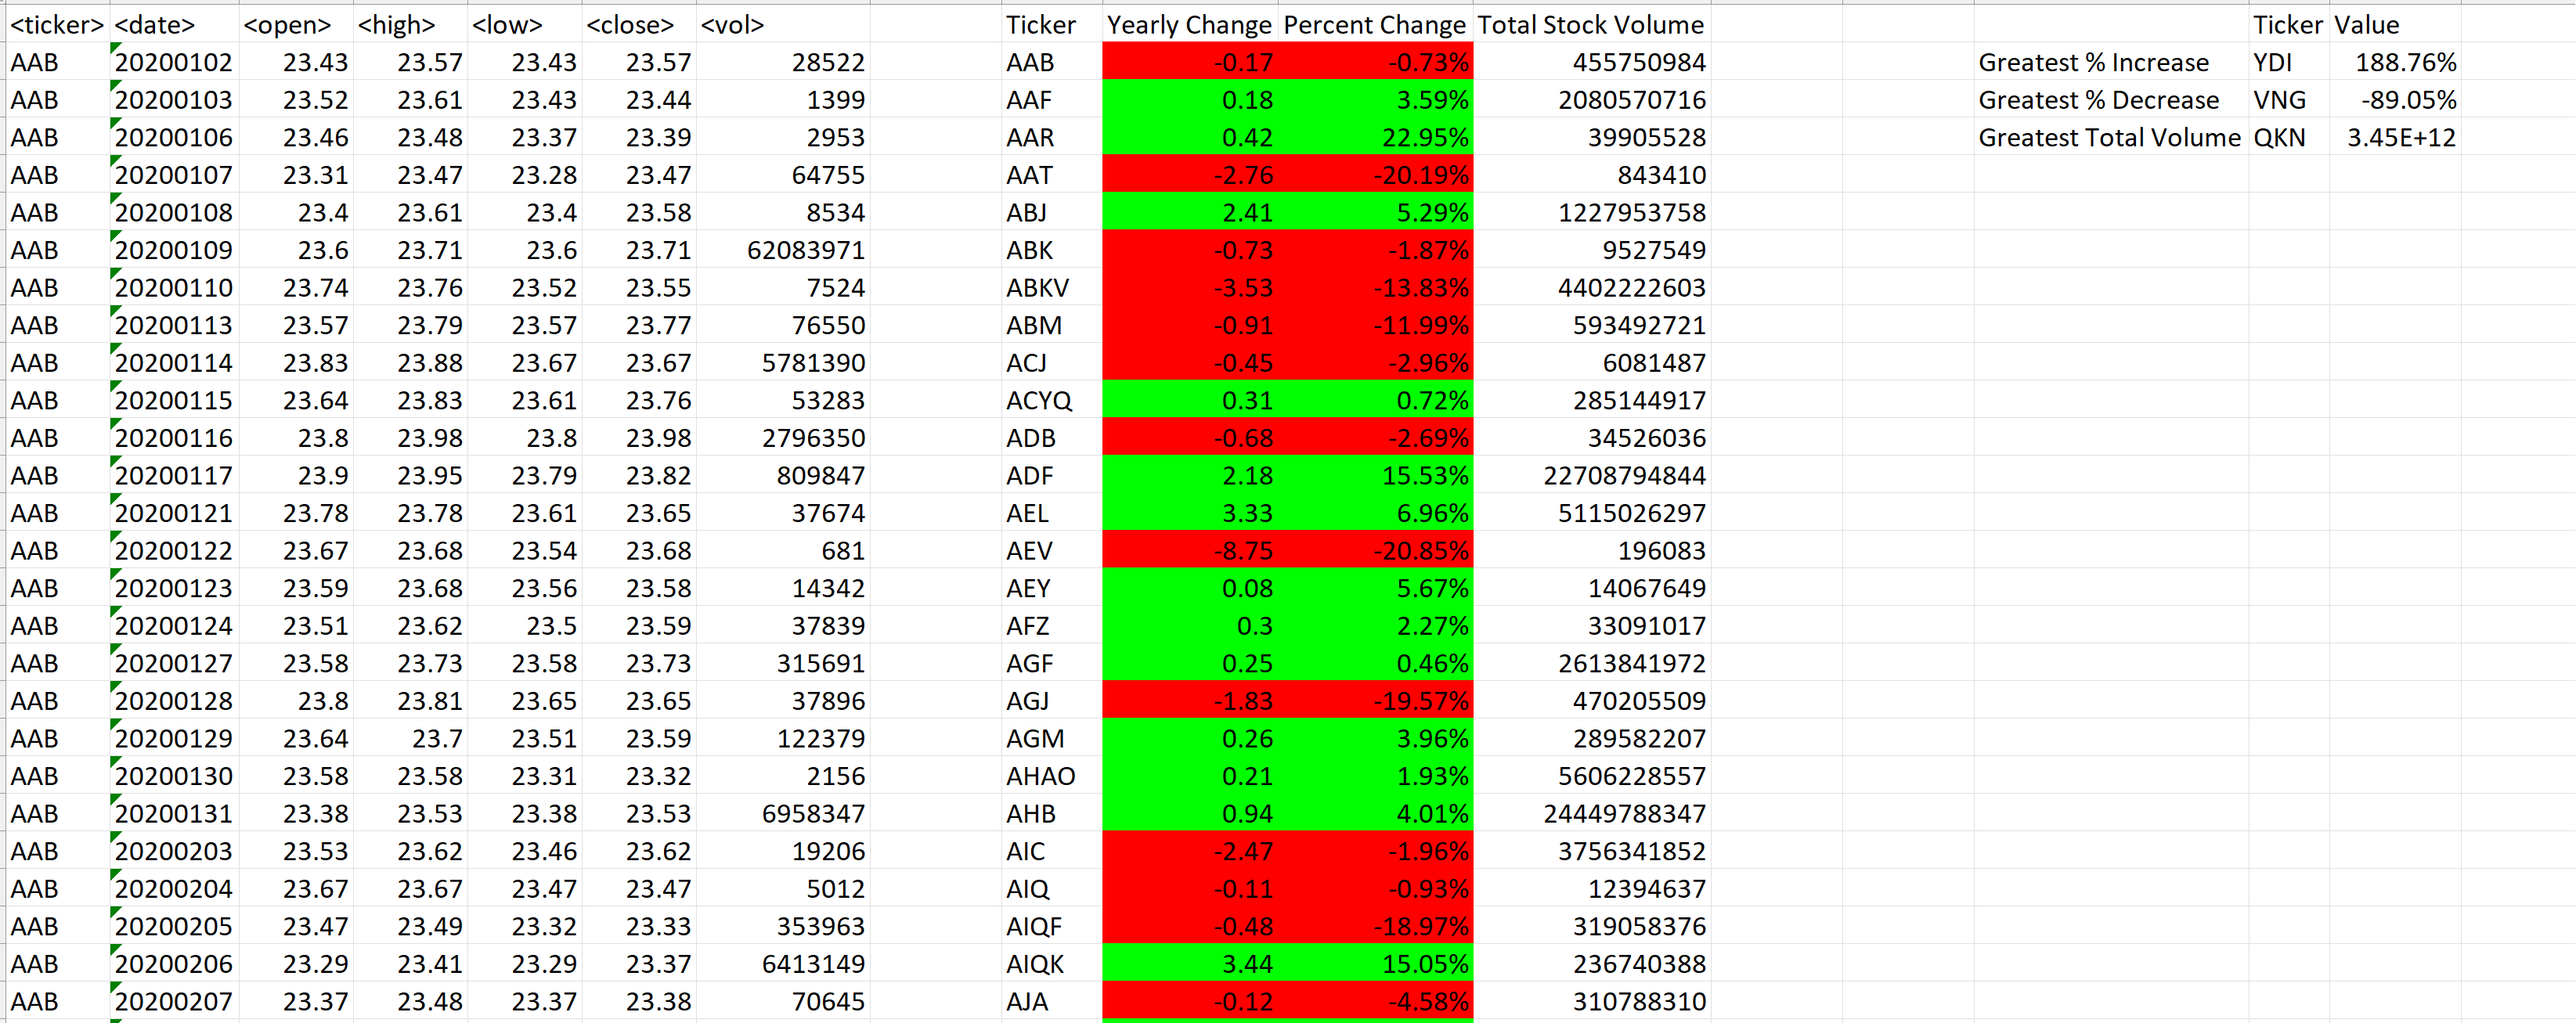 <ticker> <date> <open> <high> <low> <close> <vol> Ticker Yearly Change Percent Change Total Stock Volume Ticker Value
AAB 20200102 23.43 23.57 23.43 23.57 28522 AAB -0.17 -0.73% 455750984 Greatest % Increase YDI 188.76%
AAB 20200103 23.52 23.61 23.43 23.44 1399 AAF 0.18 3.59% 2080570716 Greatest % Decrease VNG -89.05%
AAB 20200106 23.46 23.48 23.37 23.39 2953 AAR 0.42 22.95% 39905528 Greatest Total Volume QKN 3.45E+12
AAB 20200107 23.31 23.47 23.28 23.47 64755 AAT -2.76 -20.19% 843410
AAB 20200108 23.4 23.61 23.4 23.58 8534 ABJ 2.41 5.29% 1227953758
AAB 20200109 23.6 23.71 23.6 23.71 62083971 ABK -0.73 -1.87% 9527549
AAB 20200110 23.74 23.76 23.52 23.55 7524 ABKV -3.53 -13.83% 4402222603
AAB 20200113 23.57 23.79 23.57 23.77 76550 ABM -0.91 -11.99% 593492721
AAB 20200114 23.83 23.88 23.67 23.67 5781390 ACJ -0.45 -2.96% 6081487
AAB 20200115 23.64 23.83 23.61 23.76 53283 ACYQ 0.31 0.72% 285144917
AAB 20200116 23.8 23.98 23.8 23.98 2796350 ADB -0.68 -2.69% 34526036
AAB 20200117 23.9 23.95 23.79 23.82 809847 ADF 2.18 15.53% 22708794844
AAB 20200121 23.78 23.78 23.61 23.65 37674 AEL 3.33 6.96% 5115026297
AAB 20200122 23.67 23.68 23.54 23.68 681 AEV -8.75 -20.85% 196083
AAB 20200123 23.59 23.68 23.56 23.58 14342 AEY 0.08 5.67% 14067649
AAB 20200124 23.51 23.62 23.5 23.59 37839 AFZ 0.3 2.27% 33091017
AAB 20200127 23.58 23.73 23.58 23.73 315691 AGF 0.25 0.46% 2613841972
AAB 20200128 23.8 23.81 23.65 23.65 37896 AGJ -1.83 -19.57% 470205509
AAB 20200129 23.64 23.7 23.51 23.59 122379 AGM 0.26 3.96% 289582207
AAB 20200130 23.58 23.58 23.31 23.32 2156 AHAO 0.21 1.93% 5606228557
AAB 20200131 23.38 23.53 23.38 23.53 6958347 AHB 0.94 4.01% 24449788347
AAB 20200203 23.53 23.62 23.46 23.62 19206 AIC -2.47 -1.96% 3756341852
AAB 20200204 23.67 23.67 23.47 23.47 5012 AIQ -0.11 -0.93% 12394637
AAB 20200205 23.47 23.49 23.32 23.33 353963 AIQF -0.48 -18.97% 319058376
AAB 20200206 23.29 23.41 23.29 23.37 6413149 AIQK 3.44 15.05% 236740388
AAB 20200207 23.37 23.48 23.37 23.38 70645 AJA -0.12 -4.58% 310788310